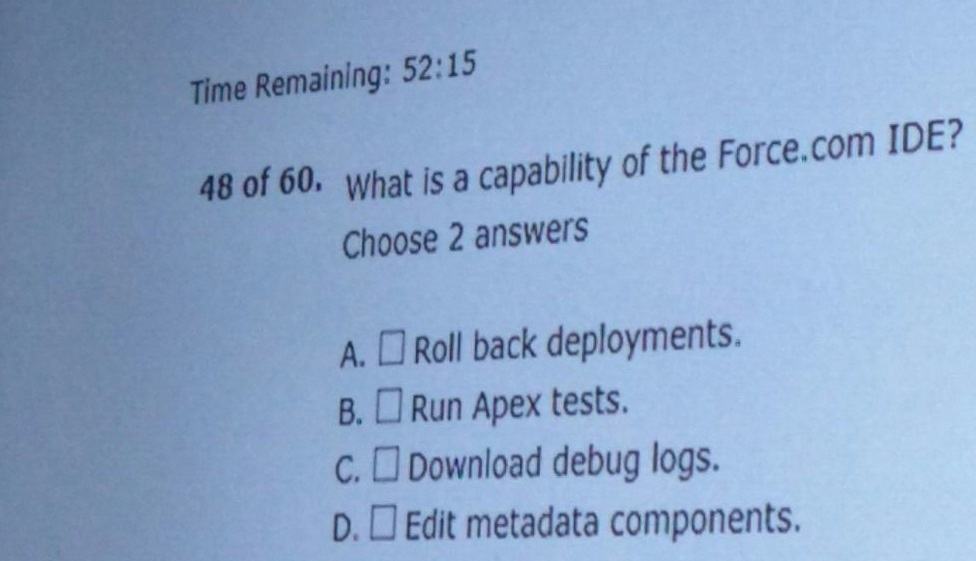 Time Remaining: 52:15
48 of 60. What is a capability of the Force.com IDE?
Choose 2 answers
A. Roll back deployments.
B. Run Apex tests.
C. Download debug logs.
D. Edit metadata components.